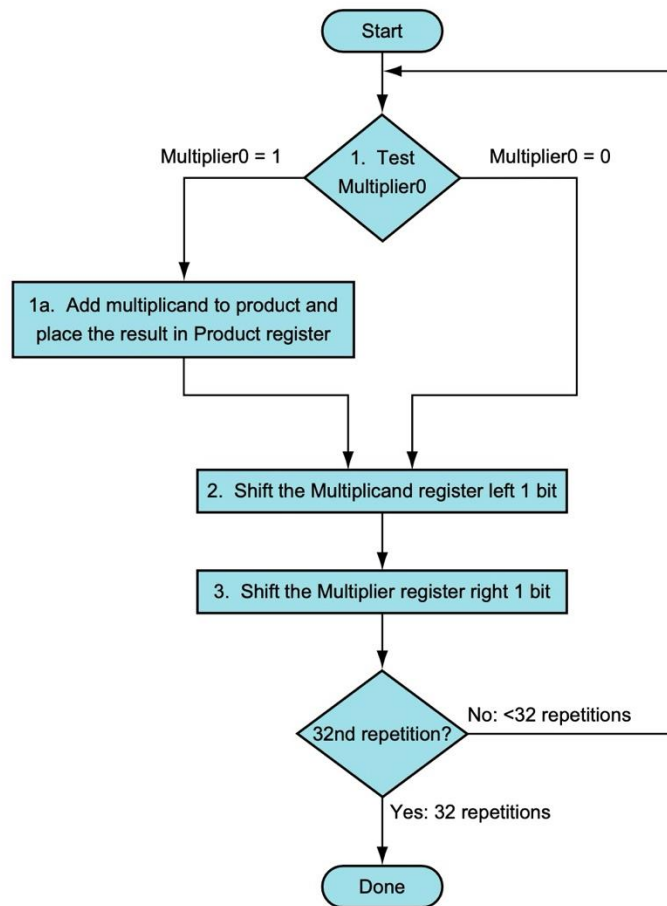 Start
Multiplier0 = 1
1. Test
Multiplier0
Multiplier0 = 0
1a. Add multiplicand to product and
place the result in Product register
2. Shift the Multiplicand register left 1 bit
3. Shift the Multiplier register right 1 bit
32nd repetition?
No: <32 repetitions
Yes: 32 repetitions
Done